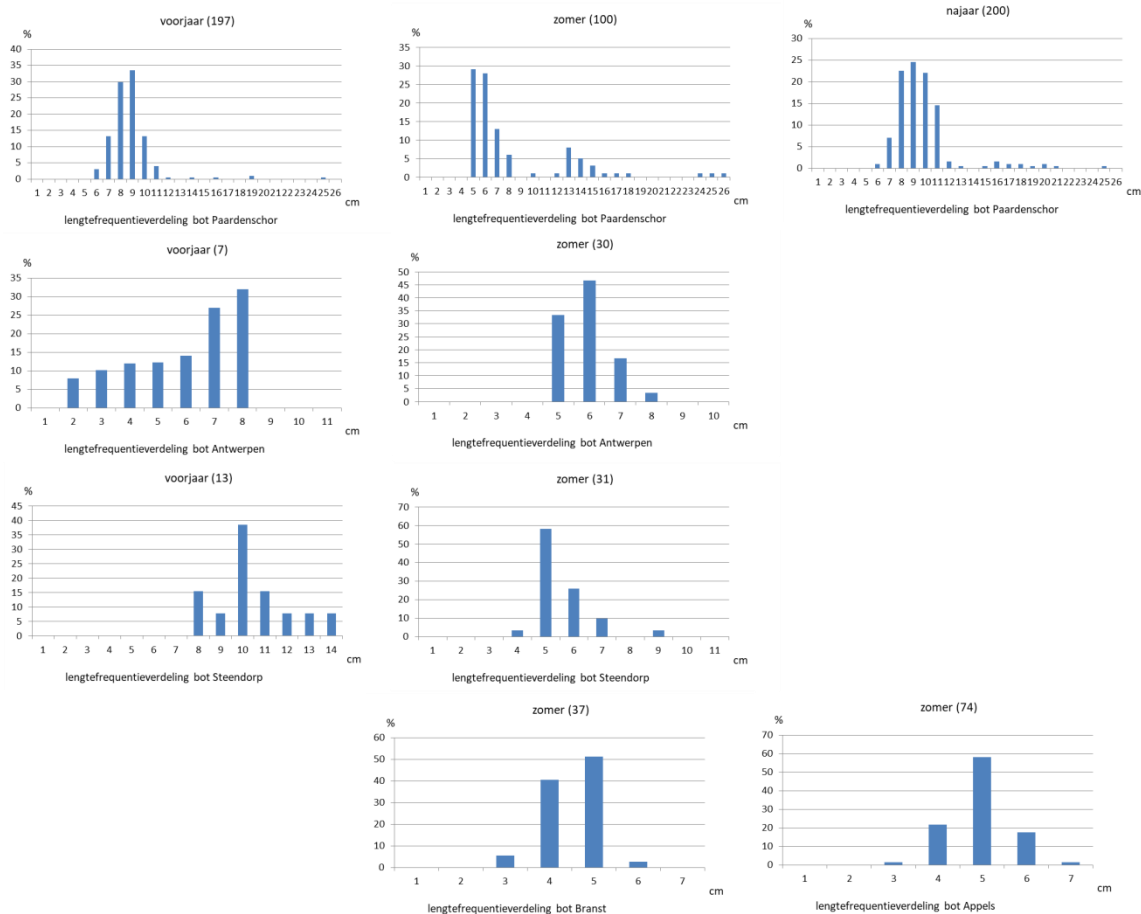 voorjaar (197)
%
40
35
30
25
20
15
10
5
0
1 2 3 4 5 6 7 8 9 10 11 12 13 14 15 16 17 18 19 20 21 22 23 24 25 26
cm
lengtefrequentieverdeling bot Paardenschor
zomer (100)
%
35
30
25
20
15
10
5
0
1 2 3 4 5 6 7 8 9 10 11 12 13 14 15 16 17 18 19 20 21 22 23 24 25 26
cm
lengtefrequentieverdeling bot Paardenschor
najaar (200)
%
30
25
20
15
10
5
0
1 2 3 4 5 6 7 8 9 10 11 12 13 14 15 16 17 18 19 20 21 22 23 24 25 26
cm
lengtefrequentieverdeling bot Paardenschor
voorjaar (7)
%
35
30
25
20
15
10
5
0
1 2 3 4 5 6 7 8 9 10 11
cm
lengtefrequentieverdeling bot Antwerpen
zomer (30)
%
50
45
40
35
30
25
20
15
10
5
0
1 2 3 4 5 6 7 8 9 10
cm
lengtefrequentieverdeling bot Antwerpen
voorjaar (13)
%
45
40
35
30
25
20
15
10
5
0
1 2 3 4 5 6 7 8 9 10 11 12 13 14
cm
lengtefrequentieverdeling bot Steendorp
zomer (31)
%
70
60
50
40
30
20
10
0
1 2 3 4 5 6 7 8 9 10 11
cm
lengtefrequentieverdeling bot Steendorp
zomer (37)
%
60
50
40
30
20
10
0
1 2 3 4 5 6 7
cm
lengtefrequentieverdeling bot Branst
zomer (74)
%
70
60
50
40
30
20
10
0
1 2 3 4 5 6 7
cm
lengtefrequentieverdeling bot Appels